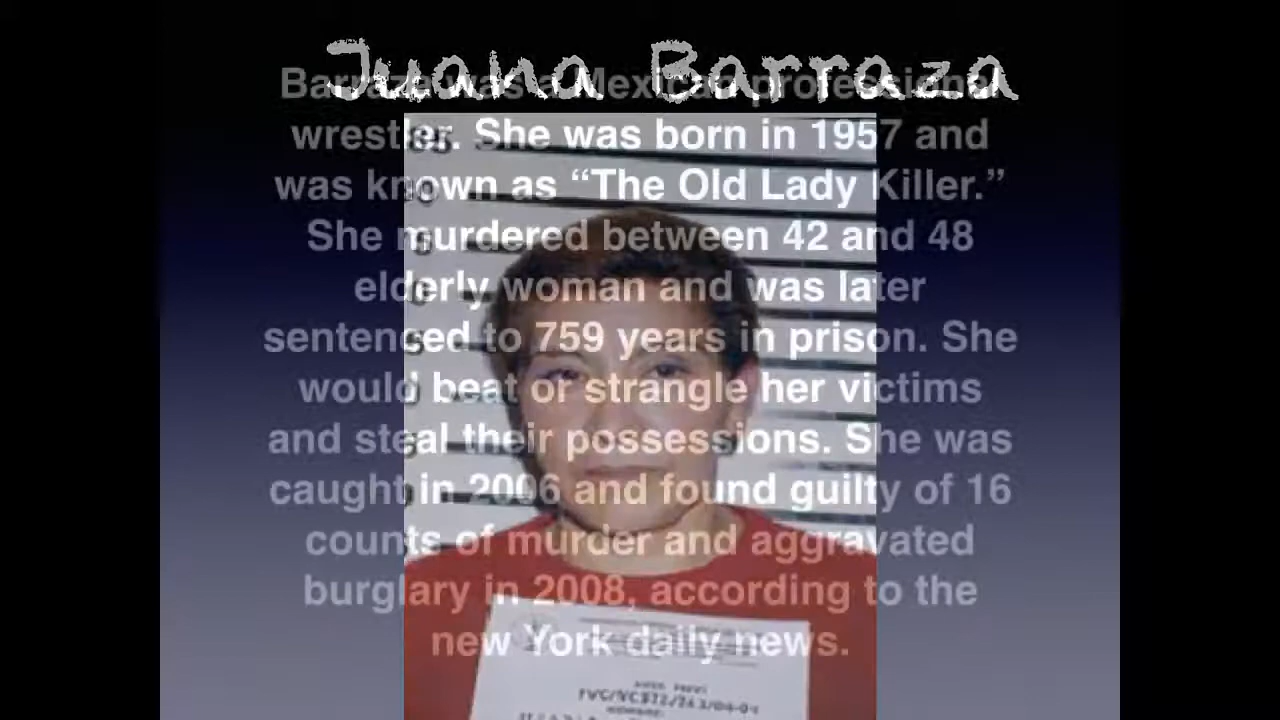 Juana Barraza
Barraza was a Mexican professional
wrestler. She was born in 1957 and
was known as “The Old Lady Killer.”
She murdered between 42 and 48
elderly woman and was later
sentenced to 759 years in prison. She
would beat or strangle her victims
and steal their possessions. She was
caught in 2006 and found guilty of 16
counts of murder and aggravated
burglary in 2008, according to the
new York daily news.